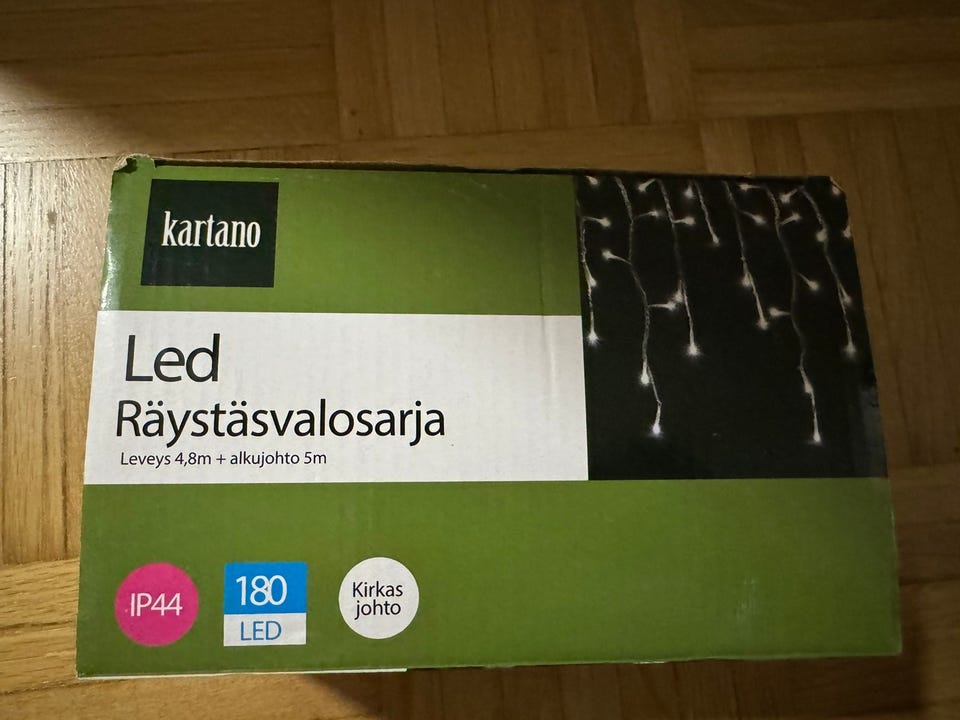 kartano
Led
Räystäsvalosarja
Leveys 4,8m + alkujohto 5m
IP44
180
LED
Kirkas
johto